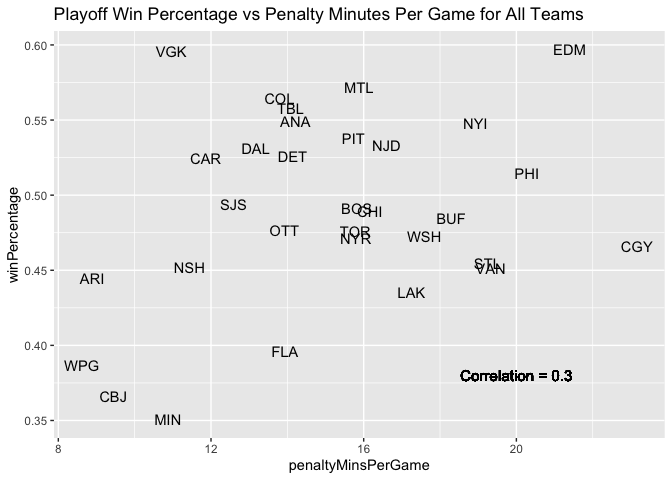 Playoff Win Percentage vs Penalty Minutes Per Game for All Teams
0.60
VGK
EDM
MTL
COL
TBL
0.55
ANA
NYI
PIT
NJD
DAL
DET
CAR
PHI
0.50
SJS
BOS
CHI
BUF
OTT
TOR
NYR
WSH
CGY
winPercentage
NSH
STL
VAN
0.45
ARI
LAK
0.40
FLA
WPG
Correlation = 0.3
CBJ
0.35
MIN
8
12
16
20
penaltyMinsPerGame